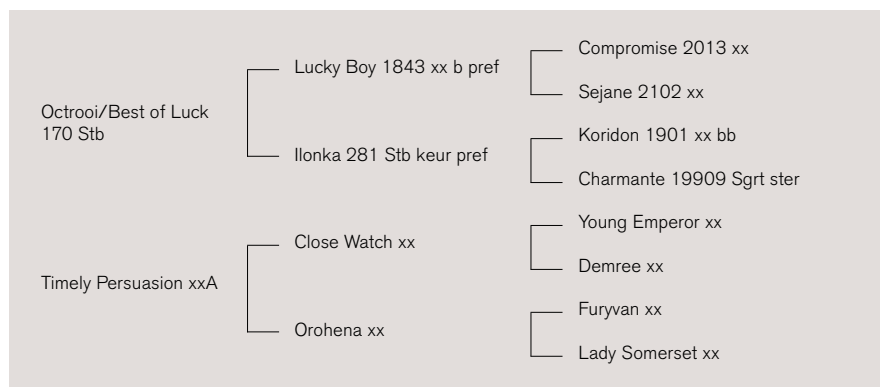 Compromise 2013 xx
Lucky Boy 1843 xx b pref
Sejane 2102 xx
Octrooi/Best of Luck
170 Stb
Koridon 1901 xx bb
Ilonka 281 Stb keur pref
Charmante 19909 Sgrt ster
Young Emperor xx
Close Watch xx
Demree xx
Timely Persuasion xxA
Furyvan xx
Orohena xx
Lady Somerset xx